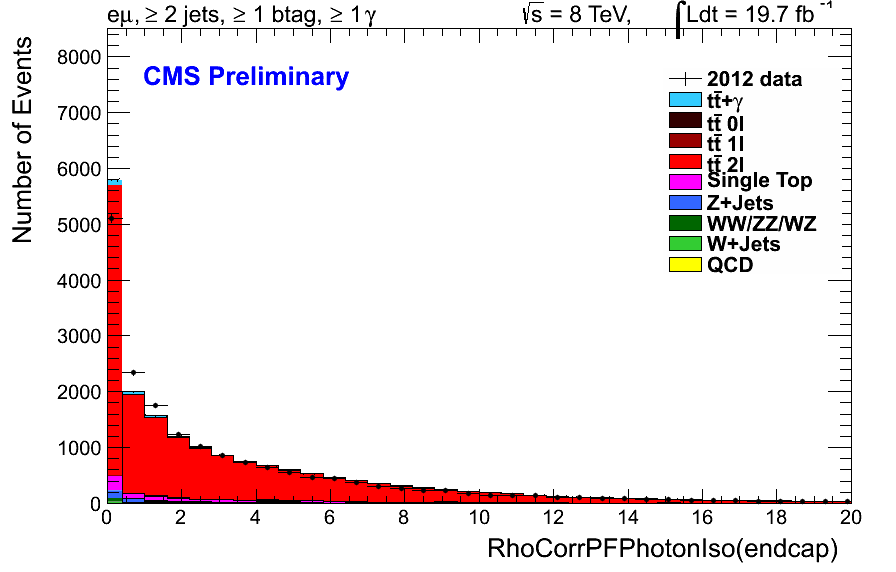 eμ, ≥ 2 jets, ≥ 1 btag, ≥ 1 γ
√s = 8 TeV, ∫Ldt = 19.7 fb⁻¹
CMS Preliminary
Number of Events
8000
7000
6000
5000
4000
3000
2000
1000
0
2012 data
tt̄+γ
tt̄ 0l
tt̄ 1l
tt̄ 2l
Single Top
Z+Jets
WW/ZZ/WZ
W+Jets
QCD
0 2 4 6 8 10 12 14 16 18 20
RhoCorrPFPhotonIso(endcap)